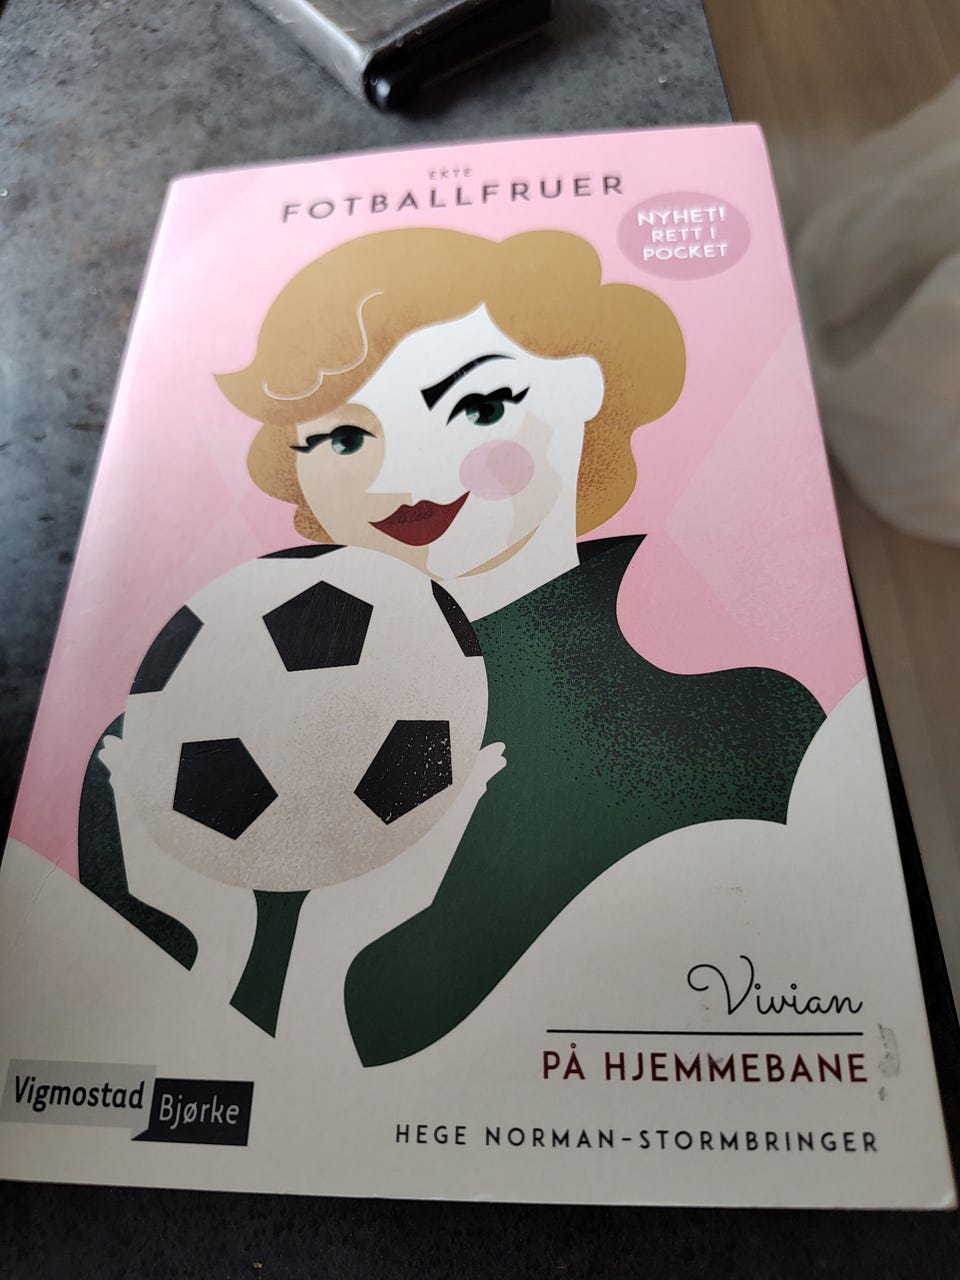 EKTE
FOTBALLFRUER
NYHET!
RETT I
POCKET
Vivian
PÅ HJEMMEBANE
HEGE NORMAN-STORMBRINGER
Vigmostad
Bjørke